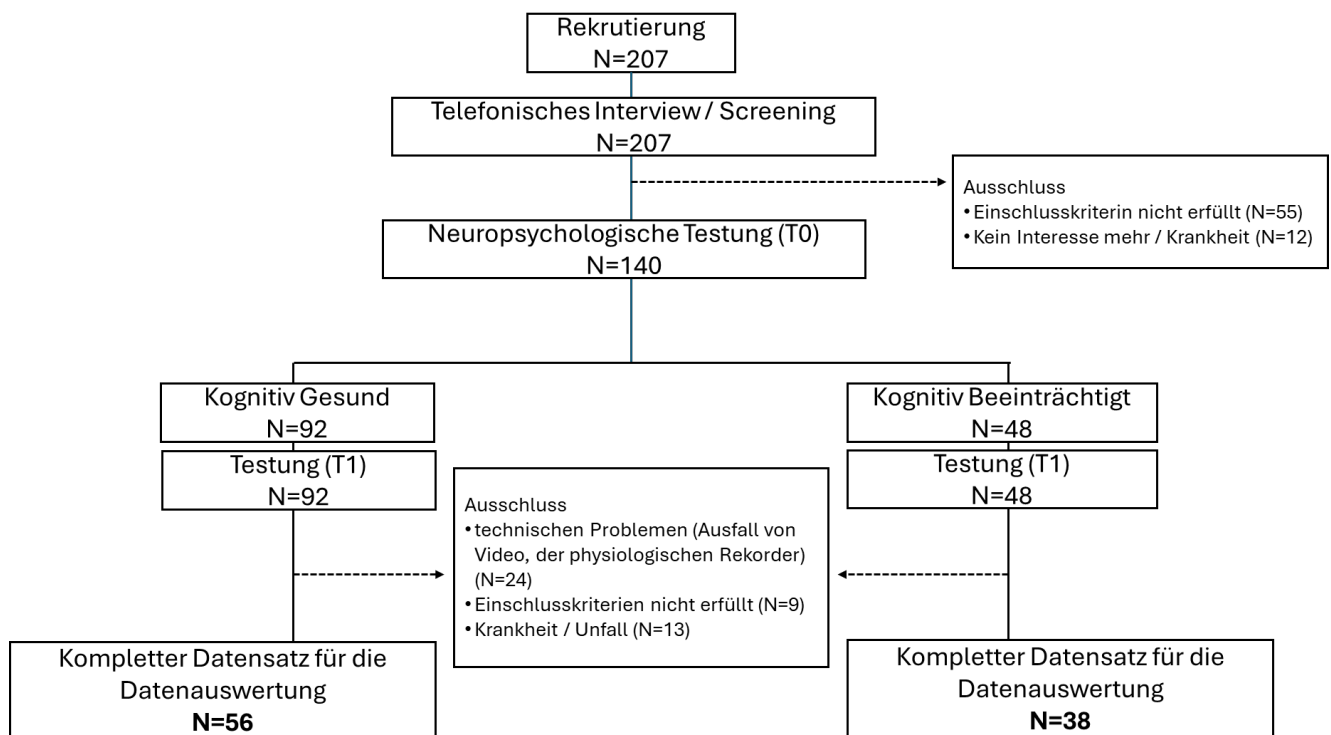 Rekrutierung
N=207
Telefonisches Interview / Screening
N=207
Ausschluss
•Einschlusskriterin nicht erfüllt (N=55)
•Kein Interesse mehr / Krankheit (N=12)
Neuropsychologische Testung (T0)
N=140
Kognitiv Gesund
N=92
Testung (T1)
N=92
Kognitiv Beeinträchtigt
N=48
Testung (T1)
N=48
Ausschluss
•technischen Problemen (Ausfall von
Video, der physiologischen Rekorder)
(N=24)
•Einschlusskriterien nicht erfüllt (N=9)
•Krankheit / Unfall (N=13)
Kompletter Datensatz für die
Datenauswertung
N=56
Kompletter Datensatz für die
Datenauswertung
N=38